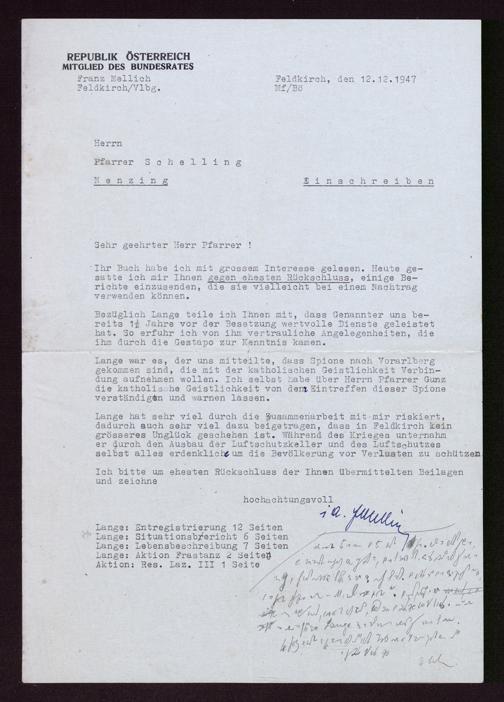 REPUBLIK ÖSTERREICH
MITGLIED DES BUNDESRATES
Franz Mellich
Feldkirch/Vlbg.
Feldkirch, den 12.12.1947
Mf/Bö
Herrn
Pfarrer S c h e l l i n g
N e n z i n g
E i n s c h r e i b e n
Sehr geehrter Herr Pfarrer !
Ihr Buch habe ich mit grossem Interesse gelesen. Heute ge-
satte ich mir Ihnen gegen ehesten Rückschluss, einige Be-
richte einzusenden, die sie vielleicht bei einem Nachtrag
verwenden können.
Bezüglich Lange teile ich Ihnen mit, dass Genannter uns be-
reits 1½ Jahre vor der Besetzung wertvolle Dienste geleistet
hat. So erfuhr ich von ihm vertrauliche Angelegenheiten, die
ihm durch die Gestapo zur Kenntnis kamen.
Lange war es, der uns mitteilte, dass Spione nach Vorarlberg
gekommen sind, die mit der katholischen Geistlichkeit Verbin-
dung aufnehmen wollen. Ich selbst habe über Herrn Pfarrer Gunz
die katholische Geistlichkeit von dem Eintreffen dieser Spione
verständigen und warnen lassen.
Lange hat sehr viel durch die Zusammenarbeit mit mir riskiert,
dadurch auch sehr viel dazu beigetragen, dass in Feldkirch kein
grösseres Unglück geschehen ist. Während des Krieges unternahm
er durch den Ausbau der Luftschutzkeller und des Luftschutzes
selbst alles erdenkliche um die Bevölkerung vor Verlusten zu schützen
Ich bitte um ehesten Rückschluss der Ihnen übermittelten Beilagen
und zeichne
hochachtungsvoll
Lange: Entregistrierung 12 Seiten
Lange: Situationsbericht 6 Seiten
Lange: Lebensbeschreibung 7 Seiten
Lange: Aktion Frastanz 2 Seiten
Aktion: Res. Laz. III 1 Seite